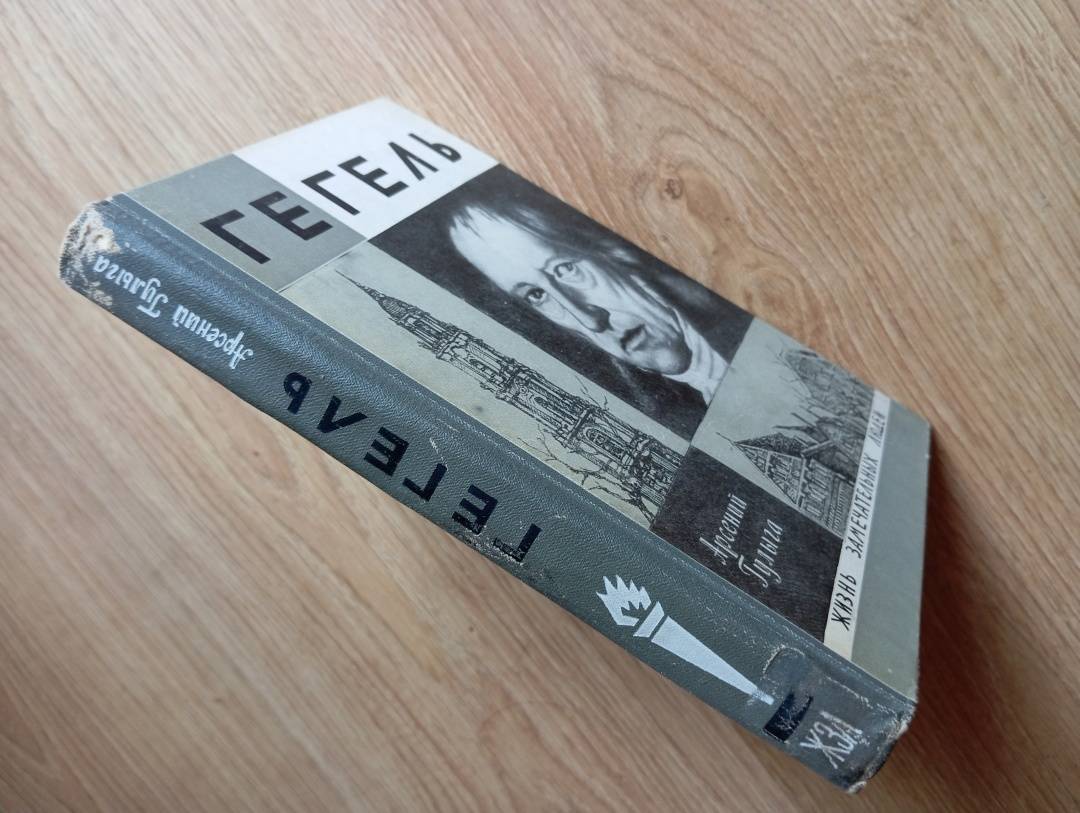 ГЕГЕЛЬ
Арсений
Гулыга
ЖИЗНЬ ЗАМЕЧАТЕЛЬНЫХ ЛЮДЕЙ
Арсений Гулыга
ГЕГЕЛЬ
ЖЗЛ